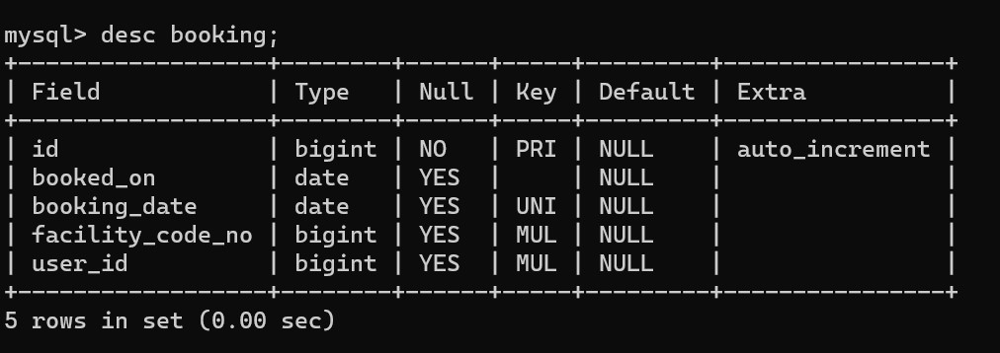 mysql> desc booking;
+------------------+--------+------+-----+---------+----------------+
| Field            | Type   | Null | Key | Default | Extra          |
+------------------+--------+------+-----+---------+----------------+
| id               | bigint | NO   | PRI | NULL    | auto_increment |
| booked_on        | date   | YES  |     | NULL    |                |
| booking_date     | date   | YES  | UNI | NULL    |                |
| facility_code_no | bigint | YES  | MUL | NULL    |                |
| user_id          | bigint | YES  | MUL | NULL    |                |
+------------------+--------+------+-----+---------+----------------+
5 rows in set (0.00 sec)